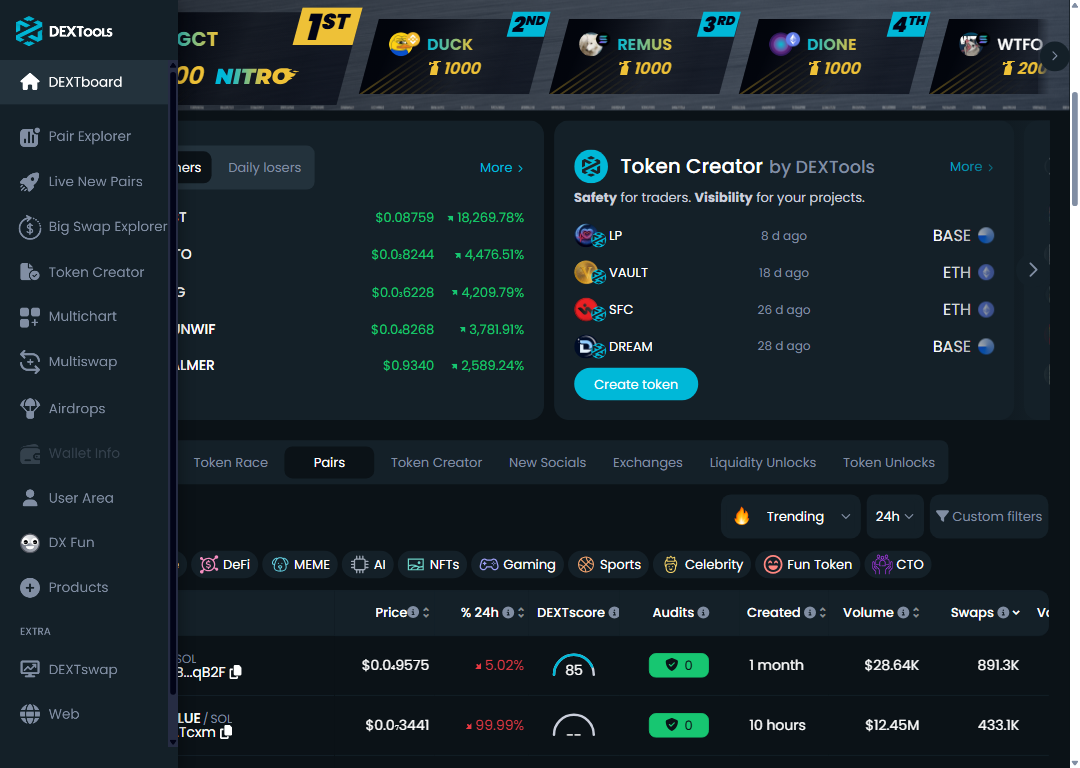 DEXTools
DEXTboard
Pair Explorer
Live New Pairs
Big Swap Explorer
Token Creator
Multichart
Multiswap
Airdrops
Wallet Info
User Area
DX Fun
Products
EXTRA
DEXTswap
Web
GCT
00 NITRO
1ST
DUCK
1000
2ND
REMUS
1000
3RD
DIONE
1000
4TH
WTFO
200
ners Daily losers More >
T $0.08759 18,269.78%
TO $0.0₅8244 4,476.51%
G $0.0₃6228 4,209.79%
UNWIF $0.0₄8268 3,781.91%
ALMER $0.9340 2,589.24%
Token Creator by DEXTools More >
Safety for traders. Visibility for your projects.
LP 8 d ago BASE
VAULT 18 d ago ETH
SFC 26 d ago ETH
DREAM 28 d ago BASE
Create token
Token Race Pairs Token Creator New Socials Exchanges Liquidity Unlocks Token Unlocks
Trending 24h Custom filters
e DeFi MEME AI NFTs Gaming Sports Celebrity Fun Token CTO
Price % 24h DEXTscore Audits Created Volume Swaps Vo
SOL
B...qB2F $0.0₄9575 5.02% 85 0 1 month $28.64K 891.3K
LUE / SOL
.Tcxm $0.0₇3441 99.99% -- 0 10 hours $12.45M 433.1K